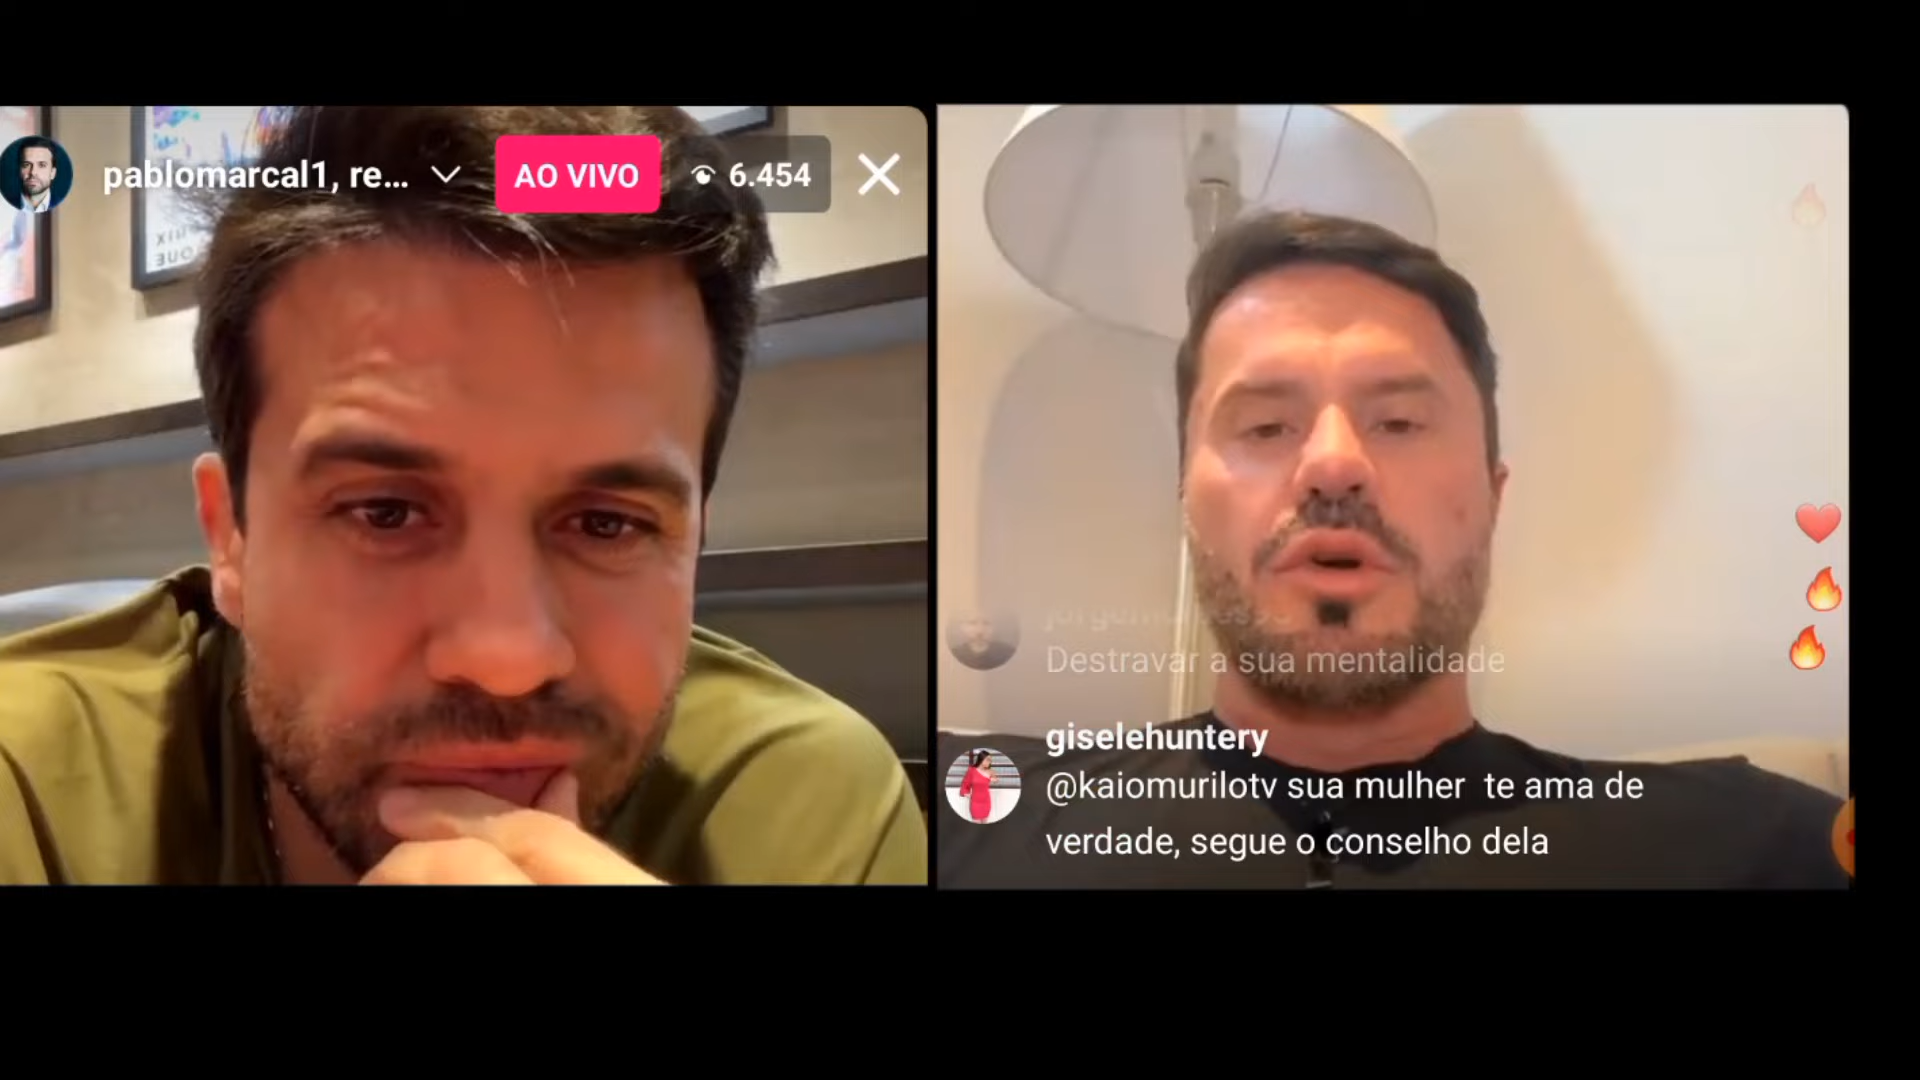 pablomarcal1, re...
AO VIVO
6.454
Destravar a sua mentalidade
giselehuntery
@kaiomurilotv sua mulher te ama de
verdade, segue o conselho dela